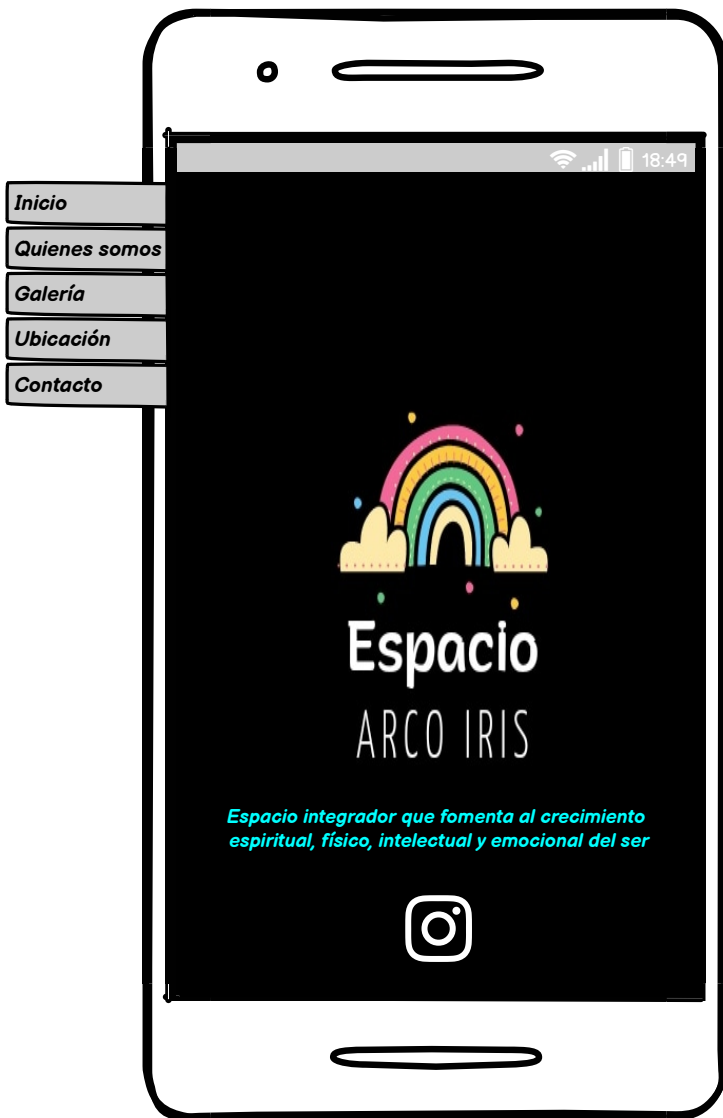 18:49
Inicio
Quienes somos
Galería
Ubicación
Contacto
Espacio
ARCO IRIS
Espacio integrador que fomenta al crecimiento
espiritual, físico, intelectual y emocional del ser